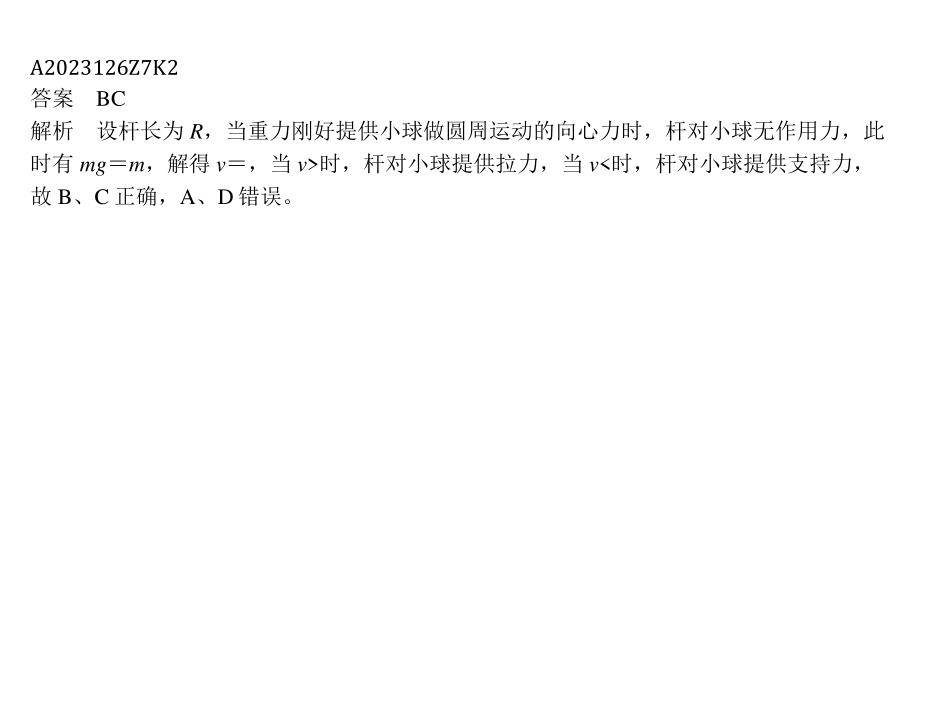 A2023126Z7K2
答案　BC
解析　设杆长为 R，当重力刚好提供小球做圆周运动的向心力时，杆对小球无作用力，此
时有 mg＝m，解得 v＝，当 v>时，杆对小球提供拉力，当 v<时，杆对小球提供支持力，
故 B、C 正确，A、D 错误。